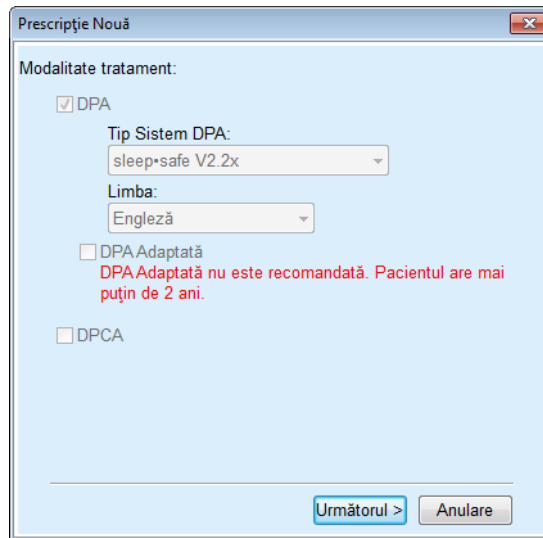 Prescripţie Nouă
Modalitate tratament:
DPA
Tip Sistem DPA:
sleep•safe V2.2x
Limba:
Engleză
DPA Adaptată
DPA Adaptată nu este recomandată. Pacientul are mai
puţin de 2 ani.
DPCA
Următorul >
Anulare